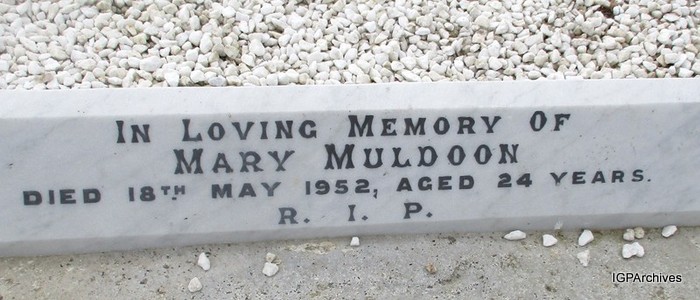 In Loving Memory Of
Mary Muldoon
DIED 18TH. MAY 1952, AGED 24 YEARS.
R. I. P.
IGPArchives